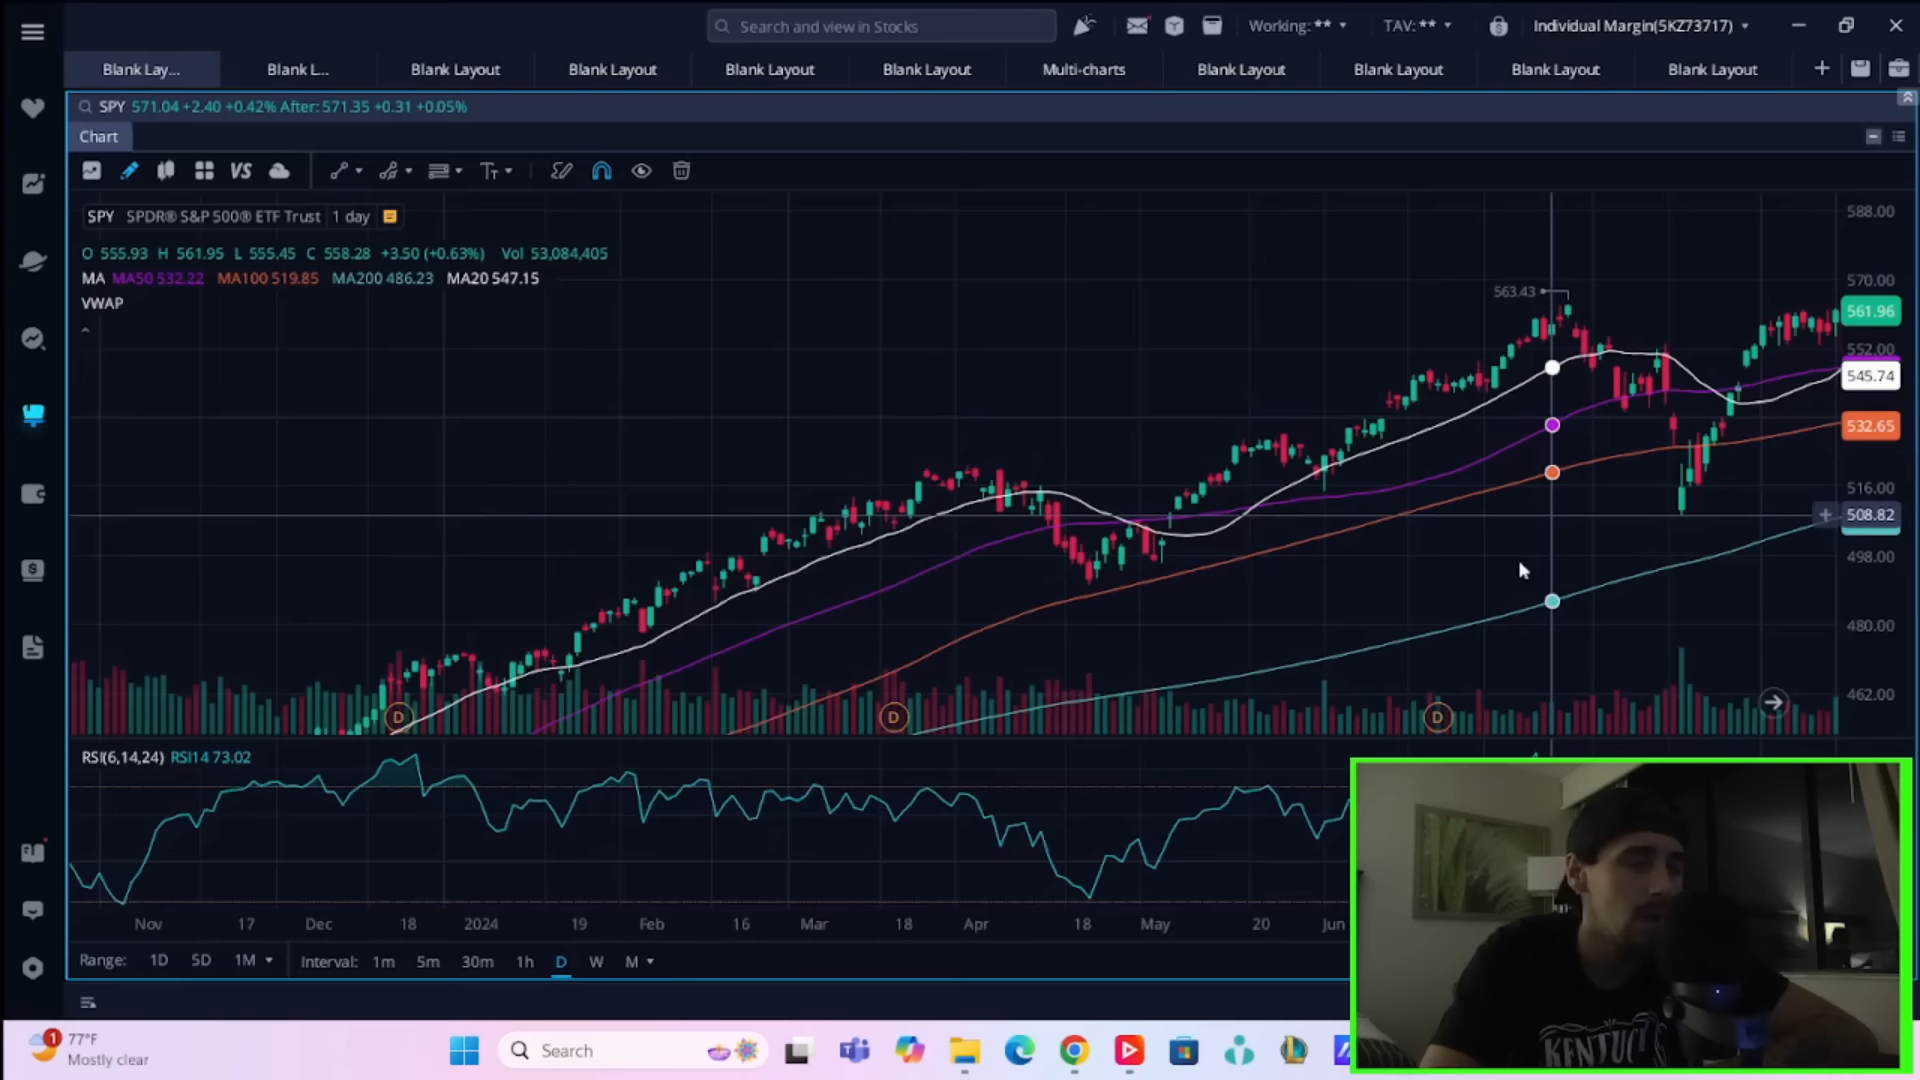 Search and view in Stocks
Working: **
TAV: **
Individual Margin(5KZ73717)
Blank Lay...
Blank L...
Blank Layout
Blank Layout
Blank Layout
Blank Layout
Multi-charts
Blank Layout
Blank Layout
Blank Layout
Blank Layout
SPY 571.04 +2.40 +0.42% After: 571.35 +0.31 +0.05%
Chart
VS
SPY SPDR® S&P 500® ETF Trust 1 day
O 555.93 H 561.95 L 555.45 C 558.28 +3.50 (+0.63%) Vol 53,084,405
MA MA50 532.22 MA100 519.85 MA200 486.23 MA20 547.15
VWAP
563.43
588.00
570.00
561.96
552.00
545.74
532.65
516.00
508.82
498.00
480.00
462.00
D
D
D
RSI(6,14,24) RSI14 73.02
Nov 17 Dec 18 2024 19 Feb 16 Mar 18 Apr 18 May 20 Jun
Range: 1D 5D 1M Interval: 1m 5m 30m 1h D W M
KENTUC
1
77°F
Mostly clear
Search